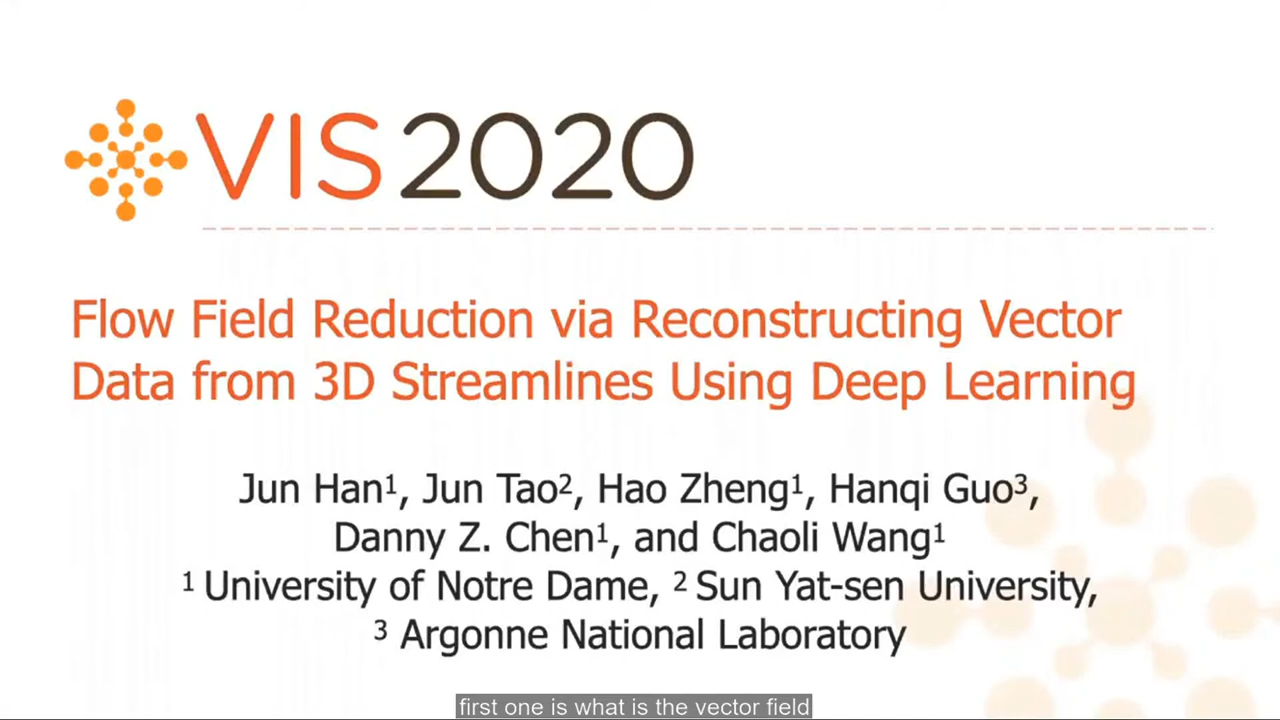 VIS2020
Flow Field Reduction via Reconstructing Vector
Data from 3D Streamlines Using Deep Learning
Jun Han¹, Jun Tao², Hao Zheng¹, Hanqi Guo³,
Danny Z. Chen¹, and Chaoli Wang¹
¹ University of Notre Dame, ² Sun Yat-sen University,
³ Argonne National Laboratory
first one is what is the vector field